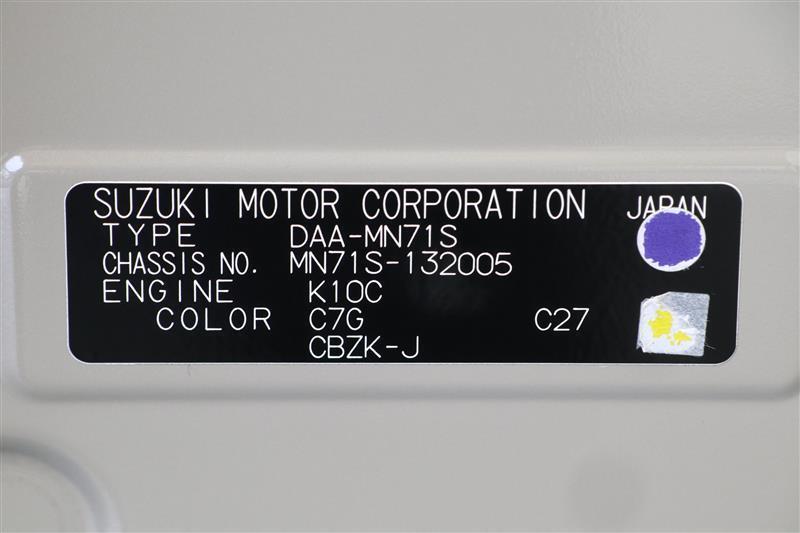 SUZUKI MOTOR CORPORATION JAPAN
TYPE DAA-MN71S
CHASSIS NO. MN71S-132005
ENGINE K10C
COLOR C7G C27
CBZK-J